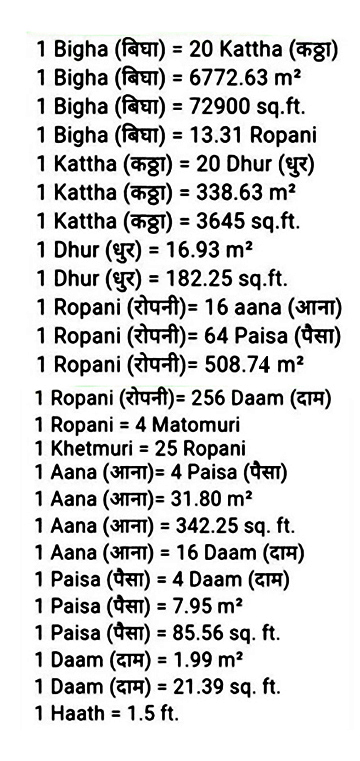 1 Bigha (बिघा) = 20 Kattha (कठ्ठा)
1 Bigha (बिघा) = 6772.63 m²
1 Bigha (बिघा) = 72900 sq.ft.
1 Bigha (बिघा) = 13.31 Ropani
1 Kattha (कठ्ठा) = 20 Dhur (धुर)
1 Kattha (कठ्ठा) = 338.63 m²
1 Kattha (कठ्ठा) = 3645 sq.ft.
1 Dhur (धुर) = 16.93 m²
1 Dhur (धुर) = 182.25 sq.ft.
1 Ropani (रोपनी)= 16 aana (आना)
1 Ropani (रोपनी)= 64 Paisa (पैसा)
1 Ropani (रोपनी)= 508.74 m²
1 Ropani (रोपनी)= 256 Daam (दाम)
1 Ropani = 4 Matomuri
1 Khetmuri = 25 Ropani
1 Aana (आना)= 4 Paisa (पैसा)
1 Aana (आना)= 31.80 m²
1 Aana (आना) = 342.25 sq. ft.
1 Aana (आना) = 16 Daam (दाम)
1 Paisa (पैसा) = 4 Daam (दाम)
1 Paisa (पैसा) = 7.95 m²
1 Paisa (पैसा) = 85.56 sq. ft.
1 Daam (दाम) = 1.99 m²
1 Daam (दाम) = 21.39 sq. ft.
1 Haath = 1.5 ft.